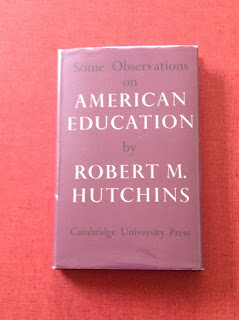 Some Observations
on
AMERICAN
EDUCATION
by
ROBERT M.
HUTCHINS
Cambridge University Press